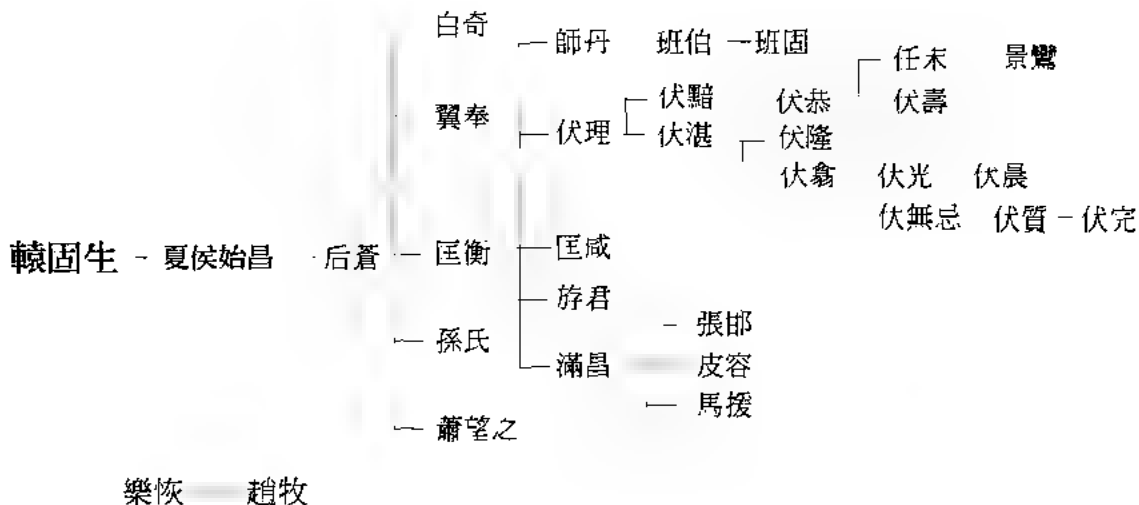 白奇
師丹 班伯 班固
任末 景鸞
翼奉
伏理
伏黯 伏恭 伏壽
伏湛 伏隆
伏翕 伏光 伏晨
伏無忌 伏質 伏完
轅固生 夏侯始昌 后蒼 匡衡 匡咸
斿君
孫氏
滿昌
張邯
皮容
馬援
蕭望之
樂恢 趙牧